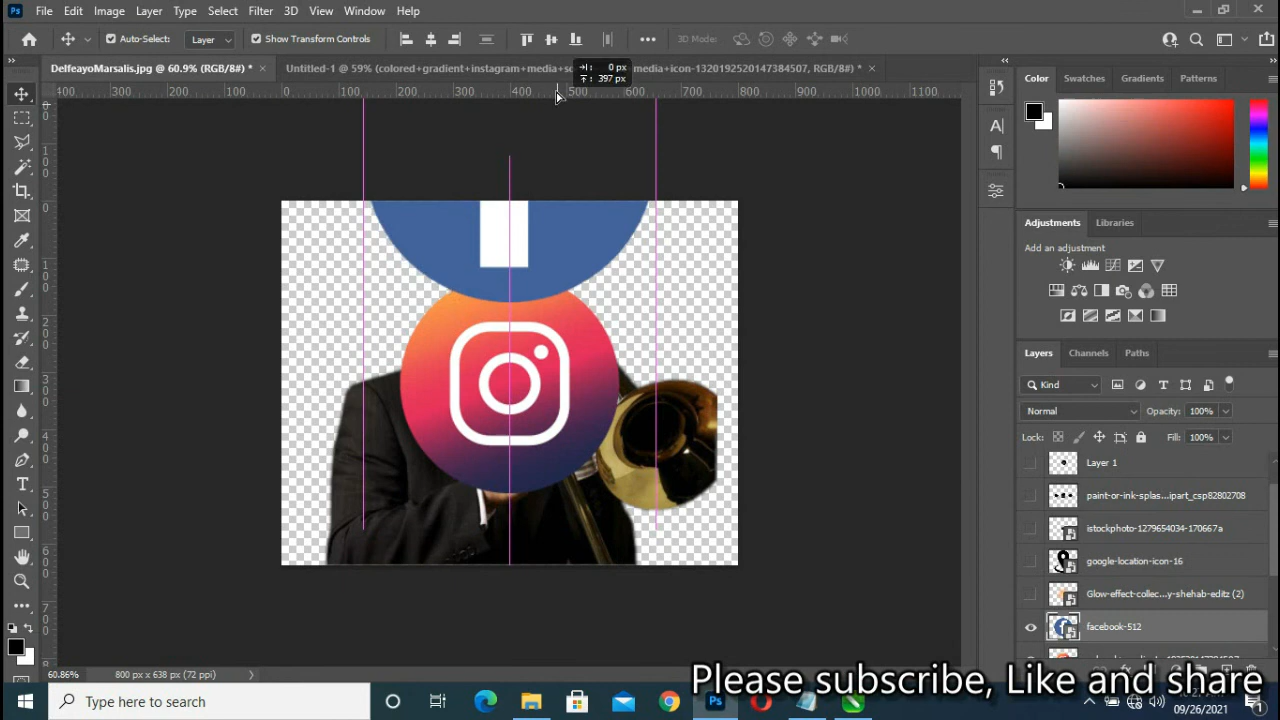 Ps File Edit Image Layer Type Select Filter 3D View Window Help
Auto-Select: Layer Show Transform Controls 3D Mode:
DelfeayoMarsalis.jpg @ 60.9% (RGB/8#) * × Untitled-1 @ 59% (colored+gradient+instagram+media+so media+icon-1320192520147384507, RGB/8#) * ×
0 px
397 px
400 300 200 100 0 100 200 300 400 500 600 700 800 900 1000 1100
Color Swatches Gradients Patterns
Adjustments Libraries
Add an adjustment
Layers Channels Paths
Kind
Normal Opacity: 100%
Lock: Fill: 100%
Layer 1
paint-or-ink-splas...ipart_csp82802708
istockphoto-1279654034-170667a
google-location-icon-16
Glow-effect-collec...y-shehab-editz (2)
facebook-512
60.86% 800 px x 638 px (72 ppi)
Please subscribe, Like and share
Type here to search
Ps
09/26/2021